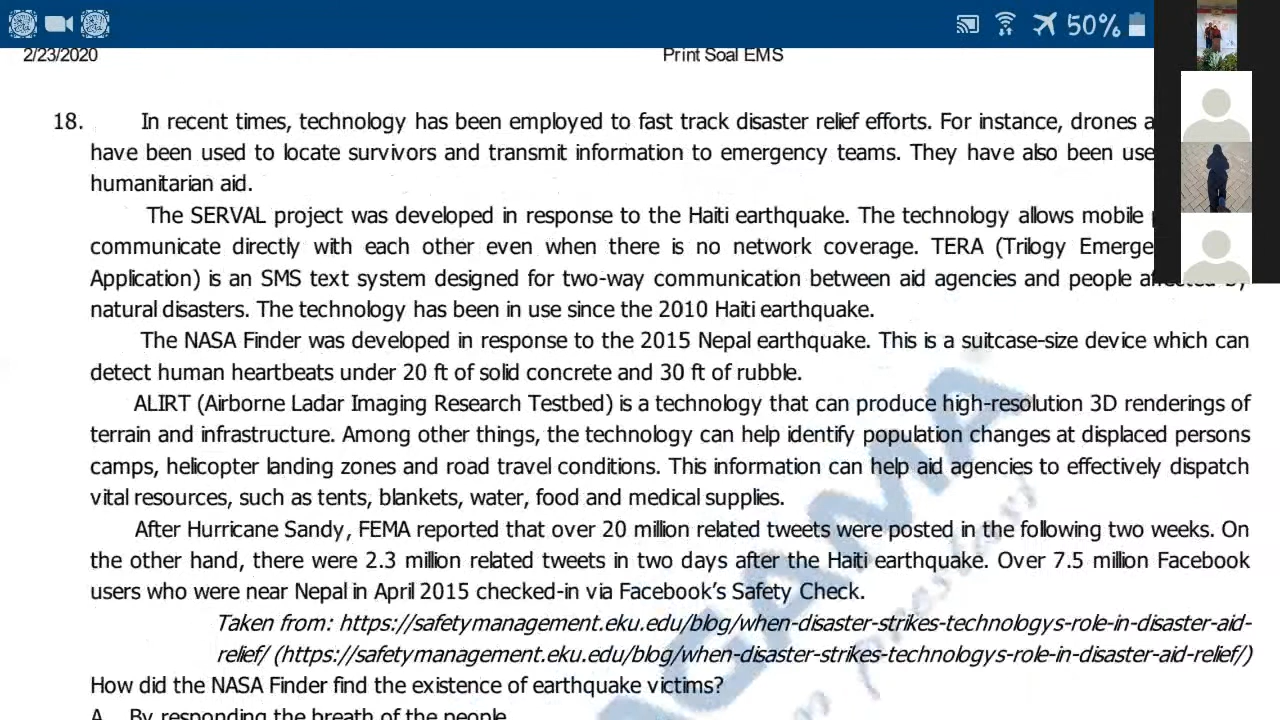 50%
2/23/2020 Print Soal EMS
18. In recent times, technology has been employed to fast track disaster relief efforts. For instance, drones
have been used to locate survivors and transmit information to emergency teams. They have also been
humanitarian aid.
The SERVAL project was developed in response to the Haiti earthquake. The technology allows mobile
communicate directly with each other even when there is no network coverage. TERA (Trilogy
Application) is an SMS text system designed for two-way communication between aid agencies and people
natural disasters. The technology has been in use since the 2010 Haiti earthquake.
The NASA Finder was developed in response to the 2015 Nepal earthquake. This is a suitcase-size device which can
detect human heartbeats under 20 ft of solid concrete and 30 ft of rubble.
ALIRT (Airborne Ladar Imaging Research Testbed) is a technology that can produce high-resolution 3D renderings of
terrain and infrastructure. Among other things, the technology can help identify population changes at displaced persons
camps, helicopter landing zones and road travel conditions. This information can help aid agencies to effectively dispatch
vital resources, such as tents, blankets, water, food and medical supplies.
After Hurricane Sandy, FEMA reported that over 20 million related tweets were posted in the following two weeks. On
the other hand, there were 2.3 million related tweets in two days after the Haiti earthquake. Over 7.5 million Facebook
users who were near Nepal in April 2015 checked-in via Facebook's Safety Check.
Taken from: https://safetymanagement.eku.edu/blog/when-disaster-strikes-technologys-role-in-disaster-aid-
relief/ (https://safetymanagement.eku.edu/blog/when-disaster-strikes-technologys-role-in-disaster-aid-relief/)
How did the NASA Finder find the existence of earthquake victims?
A. By responding the breath of the people